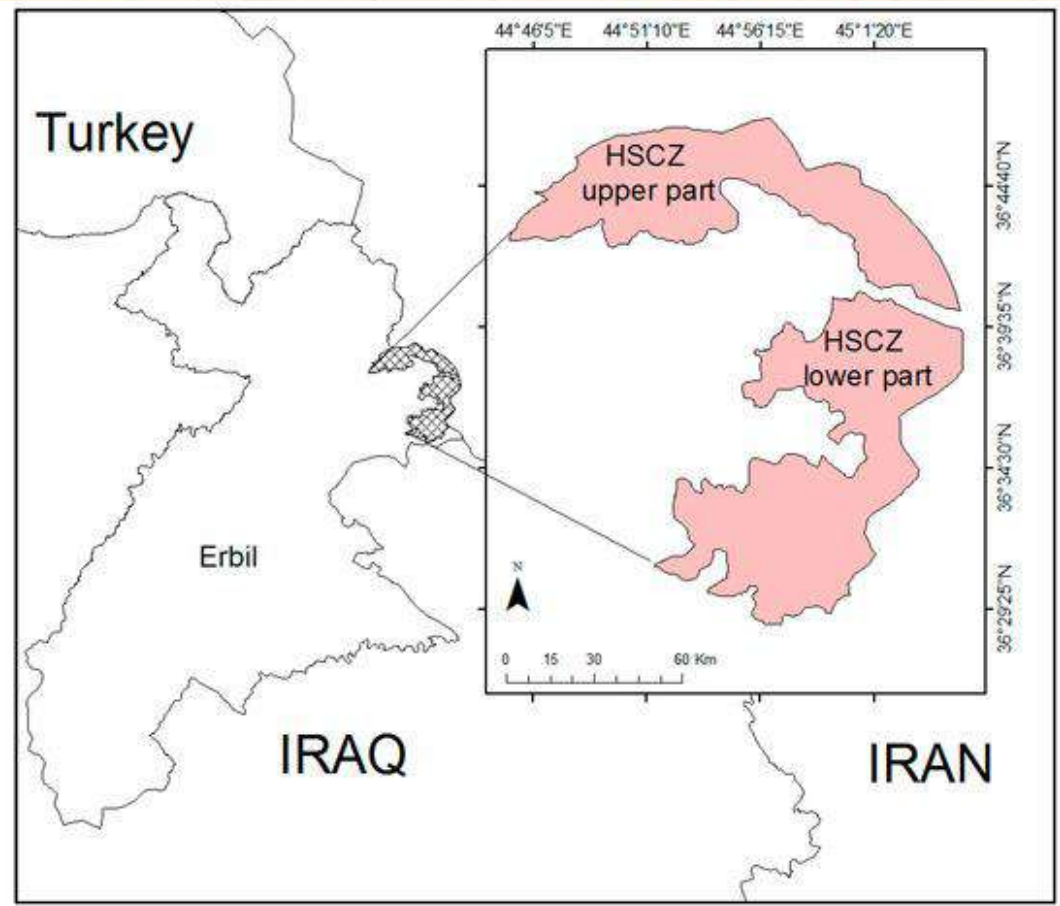 44°46'5"E 44°51'10"E 44°56'15"E 45°1'20"E
Turkey
HSCZ
upper part
36°44'40"N
36°39'35"N
HSCZ
lower part
36°34'30"N
Erbil
36°29'25"N
N
0 15 30 60 Km
IRAQ
IRAN